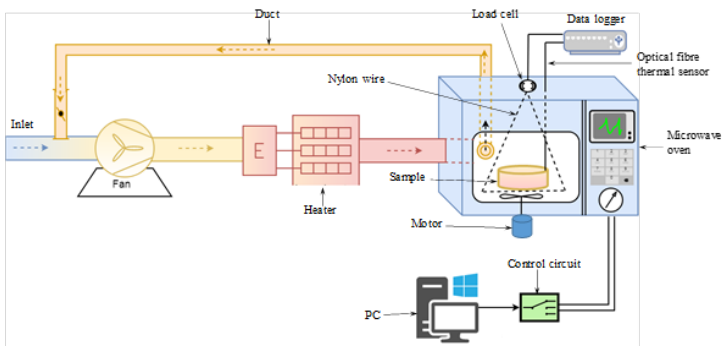 Duct
Load cell
Data logger
Optical fibre
thermal sensor
Nylon wire
Inlet
Microwave
oven
E
Sample
Fan
Heater
Motor
Control circuit
PC